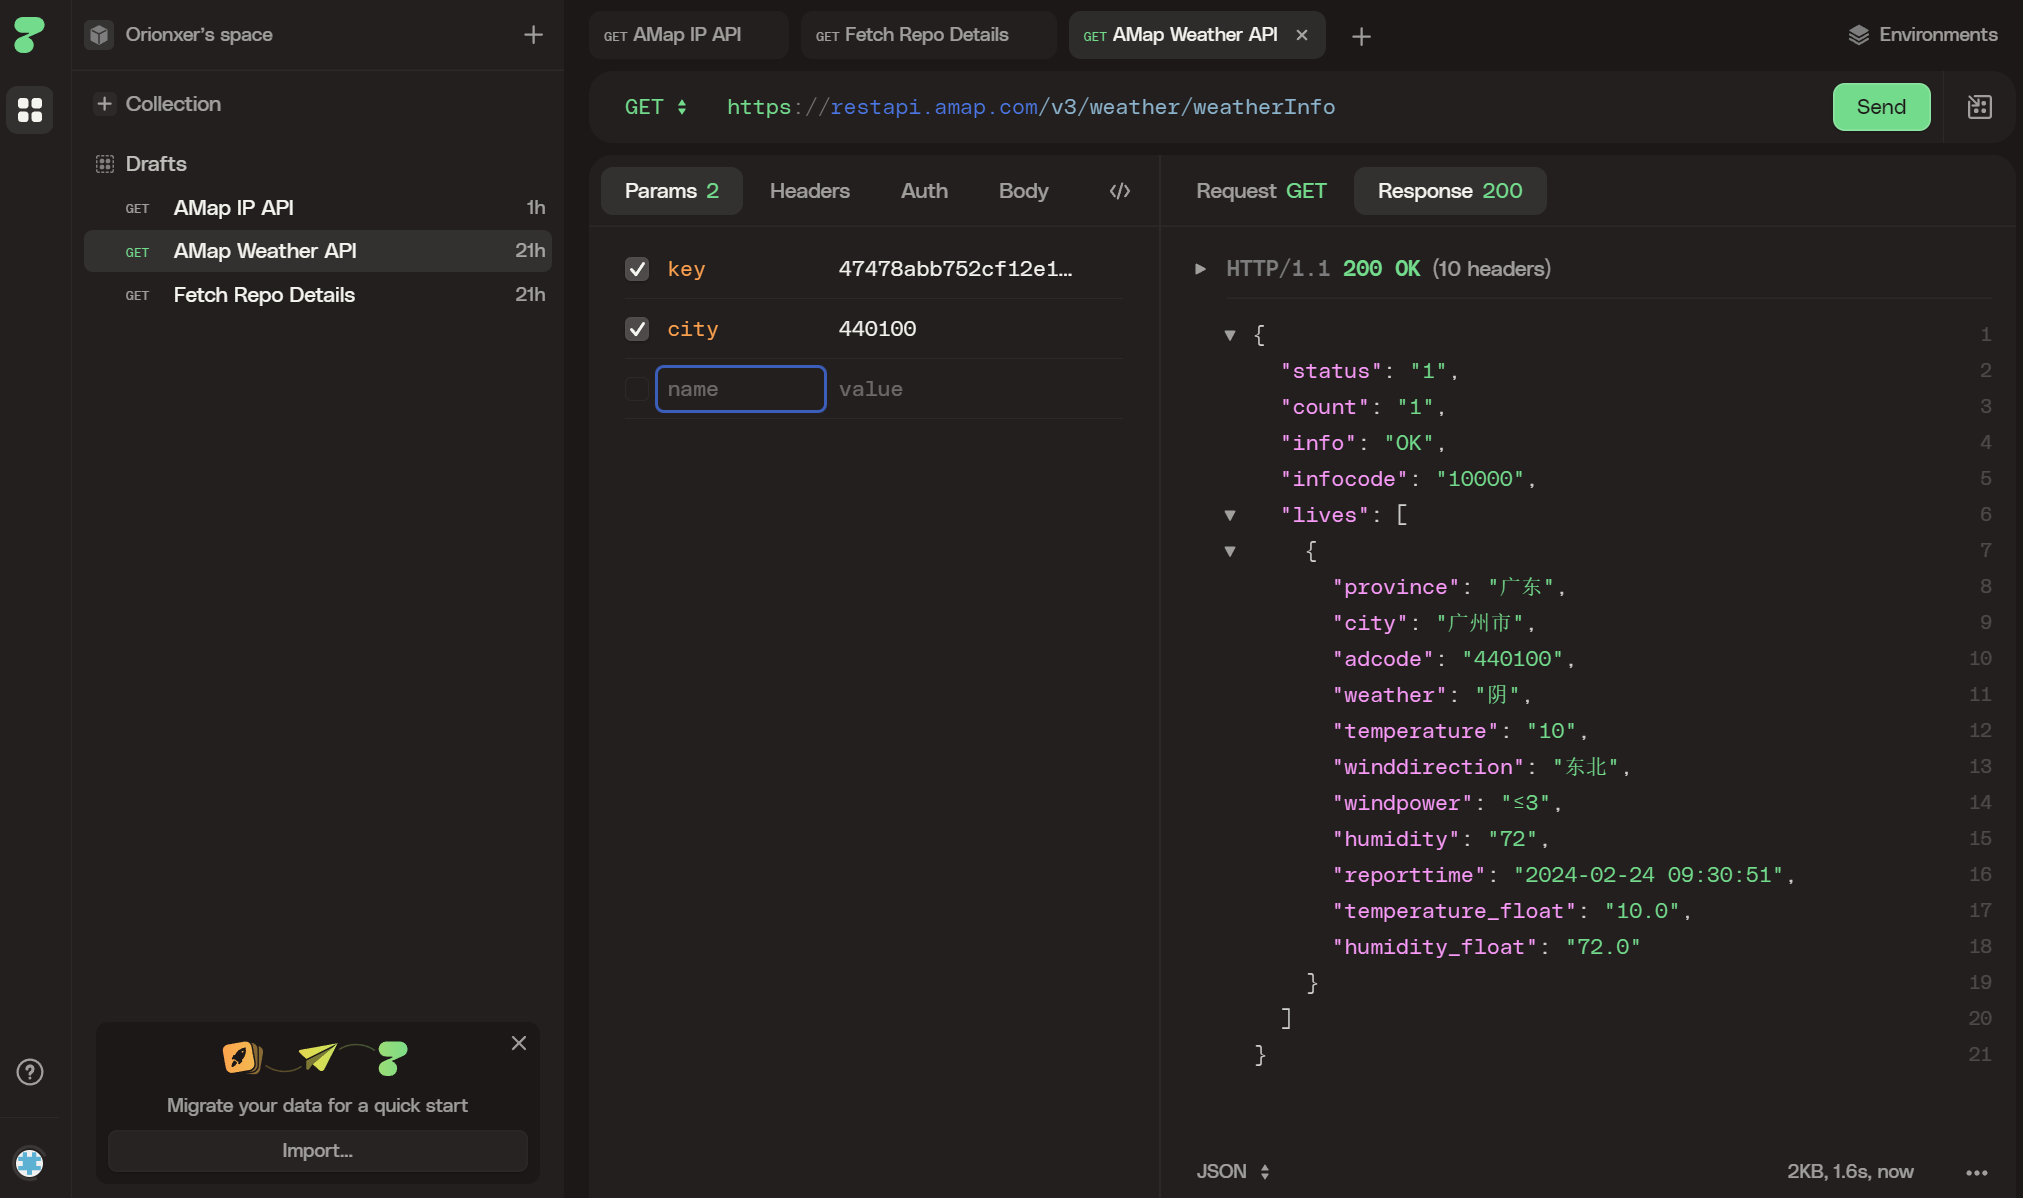 Orionxer's space
Collection
Drafts
GET AMap IP API 1h
GET AMap Weather API 21h
GET Fetch Repo Details 21h
Migrate your data for a quick start
Import...
GET AMap IP API
GET Fetch Repo Details
GET AMap Weather API
Environments
GET https://restapi.amap.com/v3/weather/weatherInfo
Send
Params 2 Headers Auth Body </>
key 47478abb752cf12e1…
city 440100
name value
Request GET Response 200
HTTP/1.1 200 OK (10 headers)
{ 1
"status": "1", 2
"count": "1", 3
"info": "OK", 4
"infocode": "10000", 5
"lives": [ 6
{ 7
"province": "广东", 8
"city": "广州市", 9
"adcode": "440100", 10
"weather": "阴", 11
"temperature": "10", 12
"winddirection": "东北", 13
"windpower": "≤3", 14
"humidity": "72", 15
"reporttime": "2024-02-24 09:30:51", 16
"temperature_float": "10.0", 17
"humidity_float": "72.0" 18
} 19
] 20
} 21
JSON
2KB, 1.6s, now